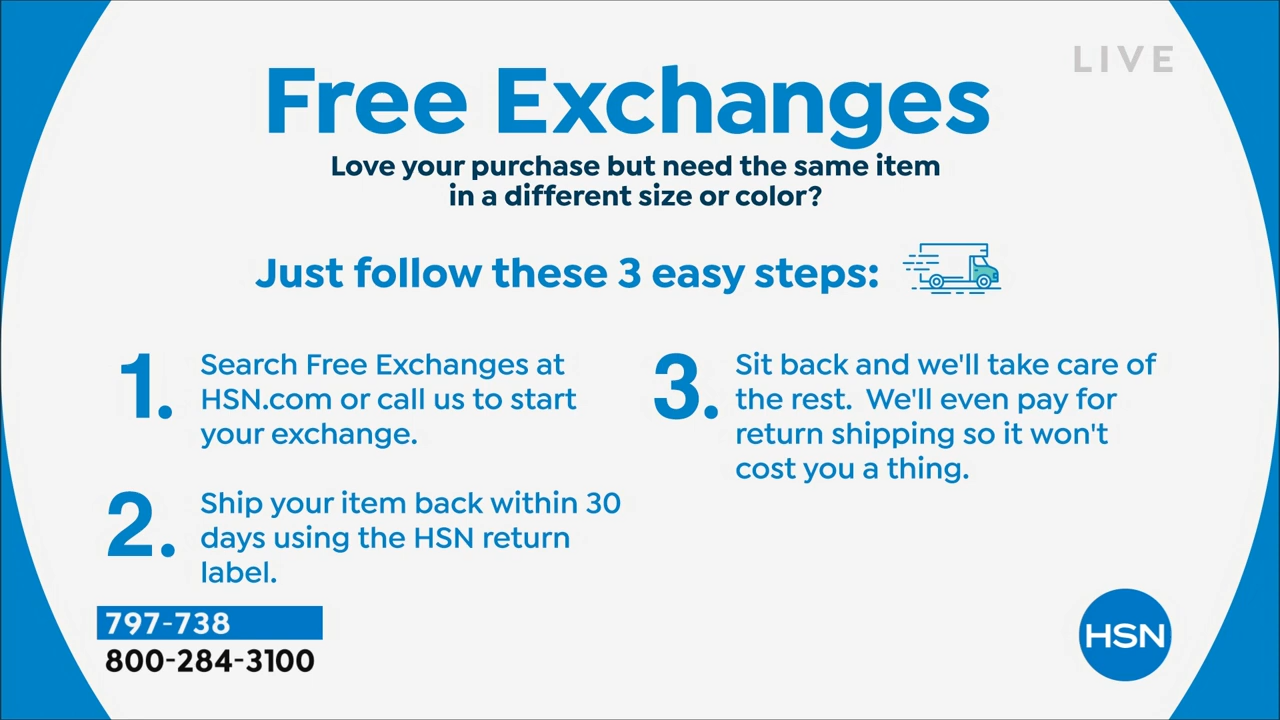 LIVE
Free Exchanges
Love your purchase but need the same item
in a different size or color?
Just follow these 3 easy steps:
1. Search Free Exchanges at
HSN.com or call us to start
your exchange.
2. Ship your item back within 30
days using the HSN return
label.
3. Sit back and we'll take care of
the rest. We'll even pay for
return shipping so it won't
cost you a thing.
797-738
800-284-3100
HSN